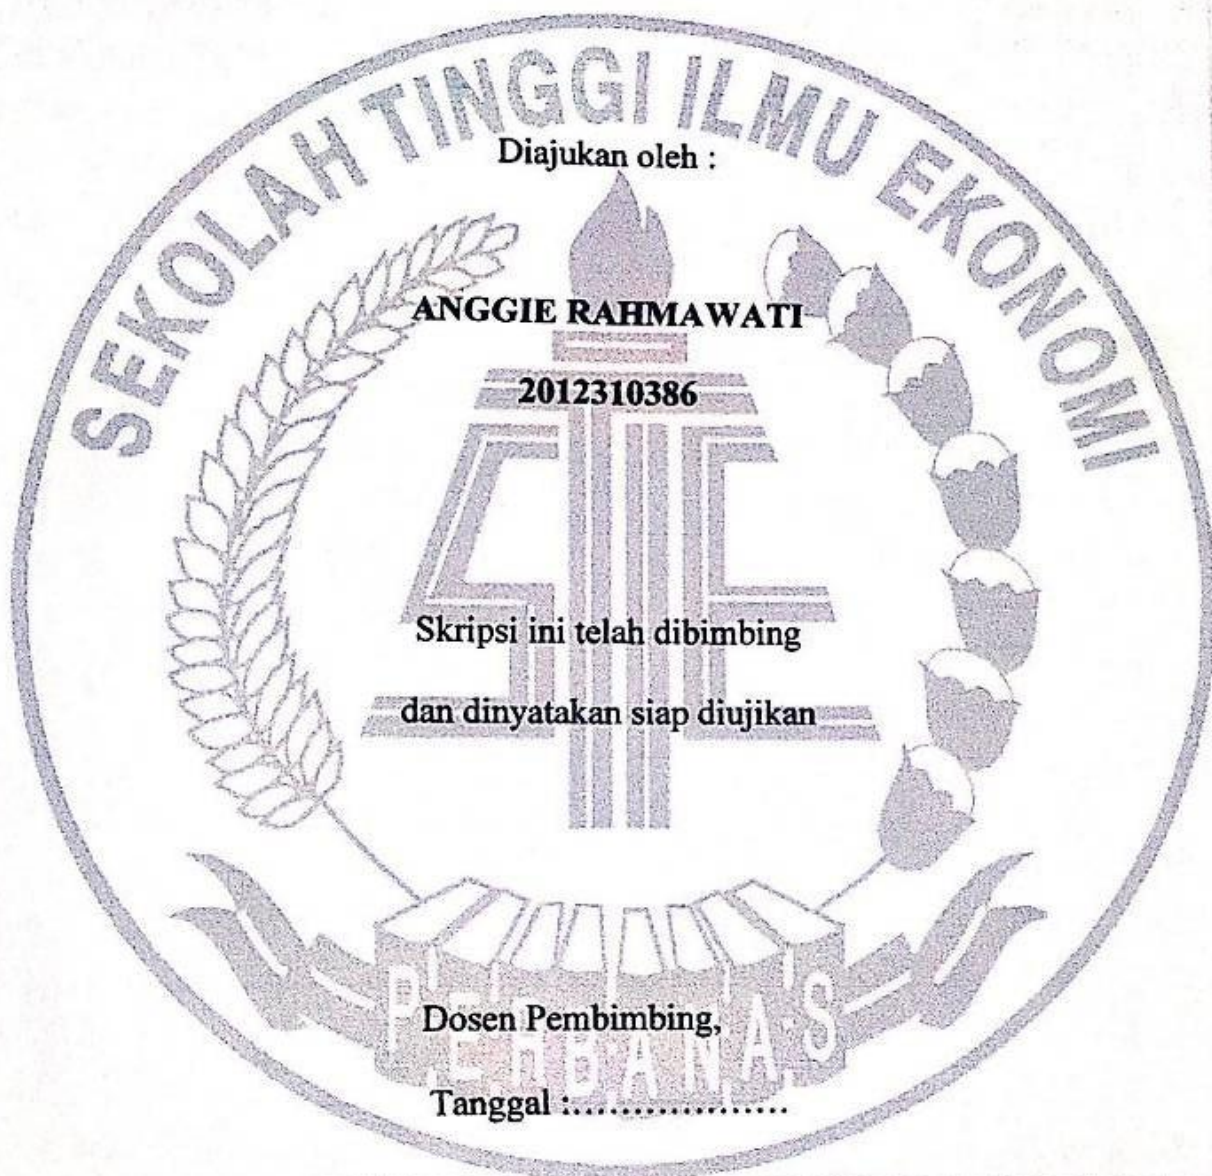 SEKOLAH TINGGI ILMU EKONOMI
Diajukan oleh :
ANGGIE RAHMAWATI
2012310386
Skripsi ini telah dibimbing
dan dinyatakan siap diujikan
PERBANAS
Dosen Pembimbing,
Tanggal :...................